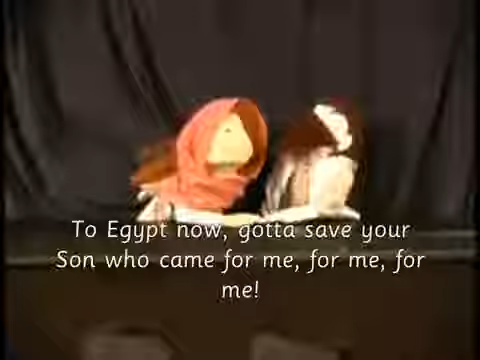 To Egypt now, gotta save your
Son who came for me, for me, for
me!